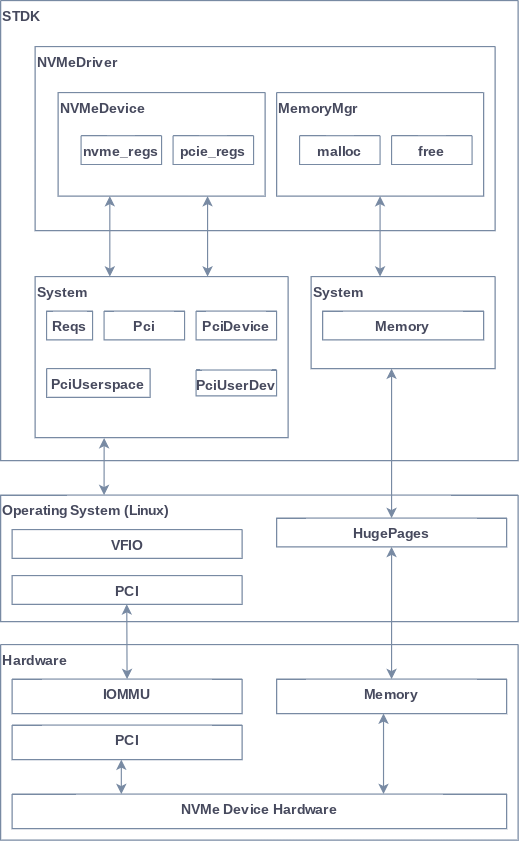 STDK
NVMeDriver
NVMeDevice
MemoryMgr
nvme_regs
pcie_regs
malloc
free
System
System
Reqs
Pci
PciDevice
Memory
PciUserspace
PciUserDev
Operating System (Linux)
HugePages
VFIO
PCI
Hardware
IOMMU
Memory
PCI
NVMe Device Hardware